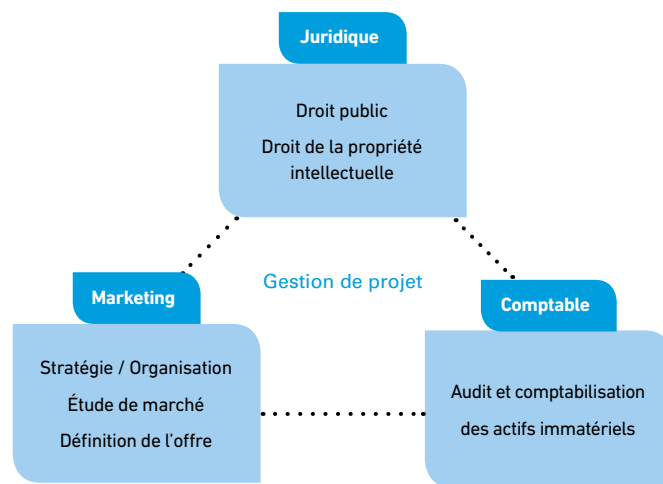 Juridique
Droit public
Droit de la propriété
intellectuelle
Gestion de projet
Marketing
Stratégie / Organisation
Étude de marché
Définition de l'offre
Comptable
Audit et comptabilisation
des actifs immatériels